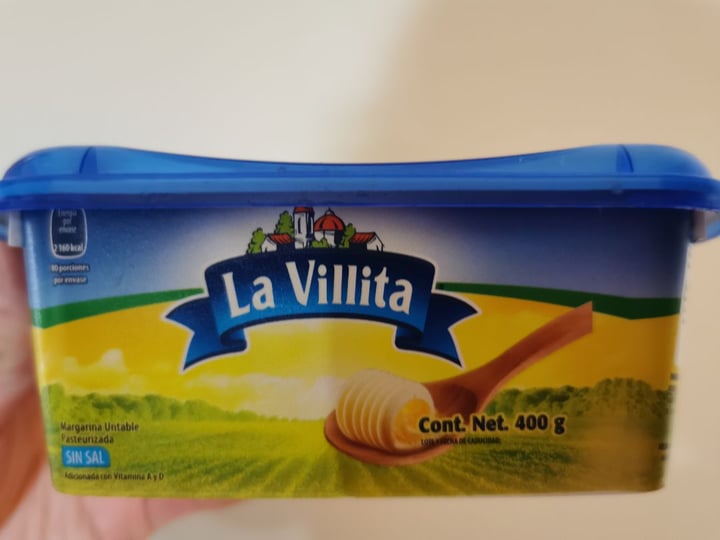 Energía
por
envase
2 160 kcal
80 porciones
por envase
La Villita
Margarina Untable
Pasteurizada
SIN SAL
Adicionada con Vitamina A y D
Cont. Net. 400 g
LOTE Y FECHA DE CADUCIDAD: